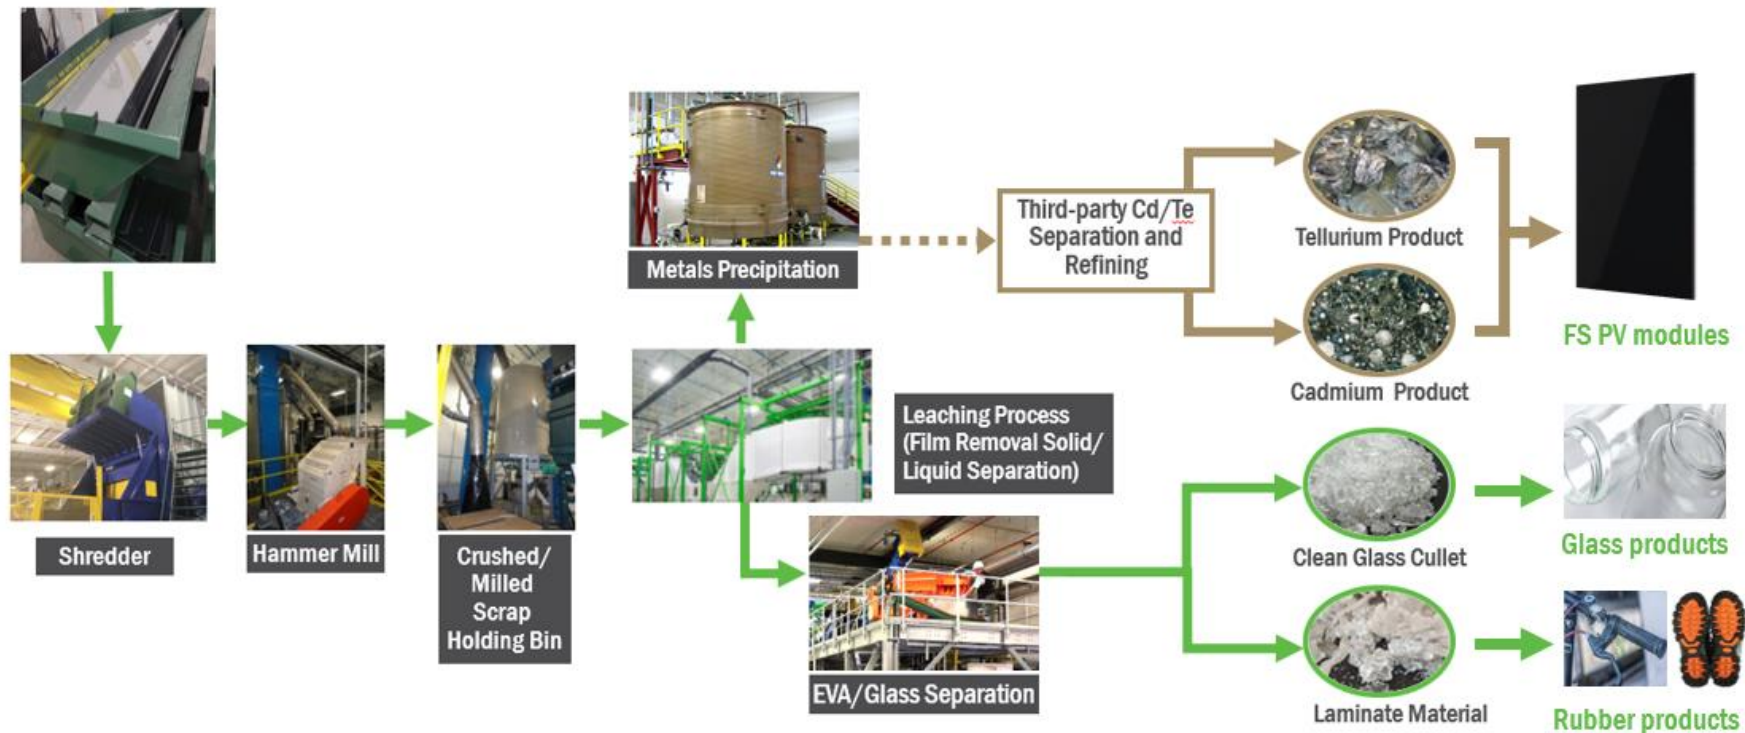 Shredder
Hammer Mill
Crushed/
Milled
Scrap
Holding Bin
Metals Precipitation
Leaching Process
(Film Removal Solid/
Liquid Separation)
EVA/Glass Separation
Third-party Cd/Te
Separation and
Refining
Tellurium Product
Cadmium Product
FS PV modules
Clean Glass Cullet
Glass products
Laminate Material
Rubber products